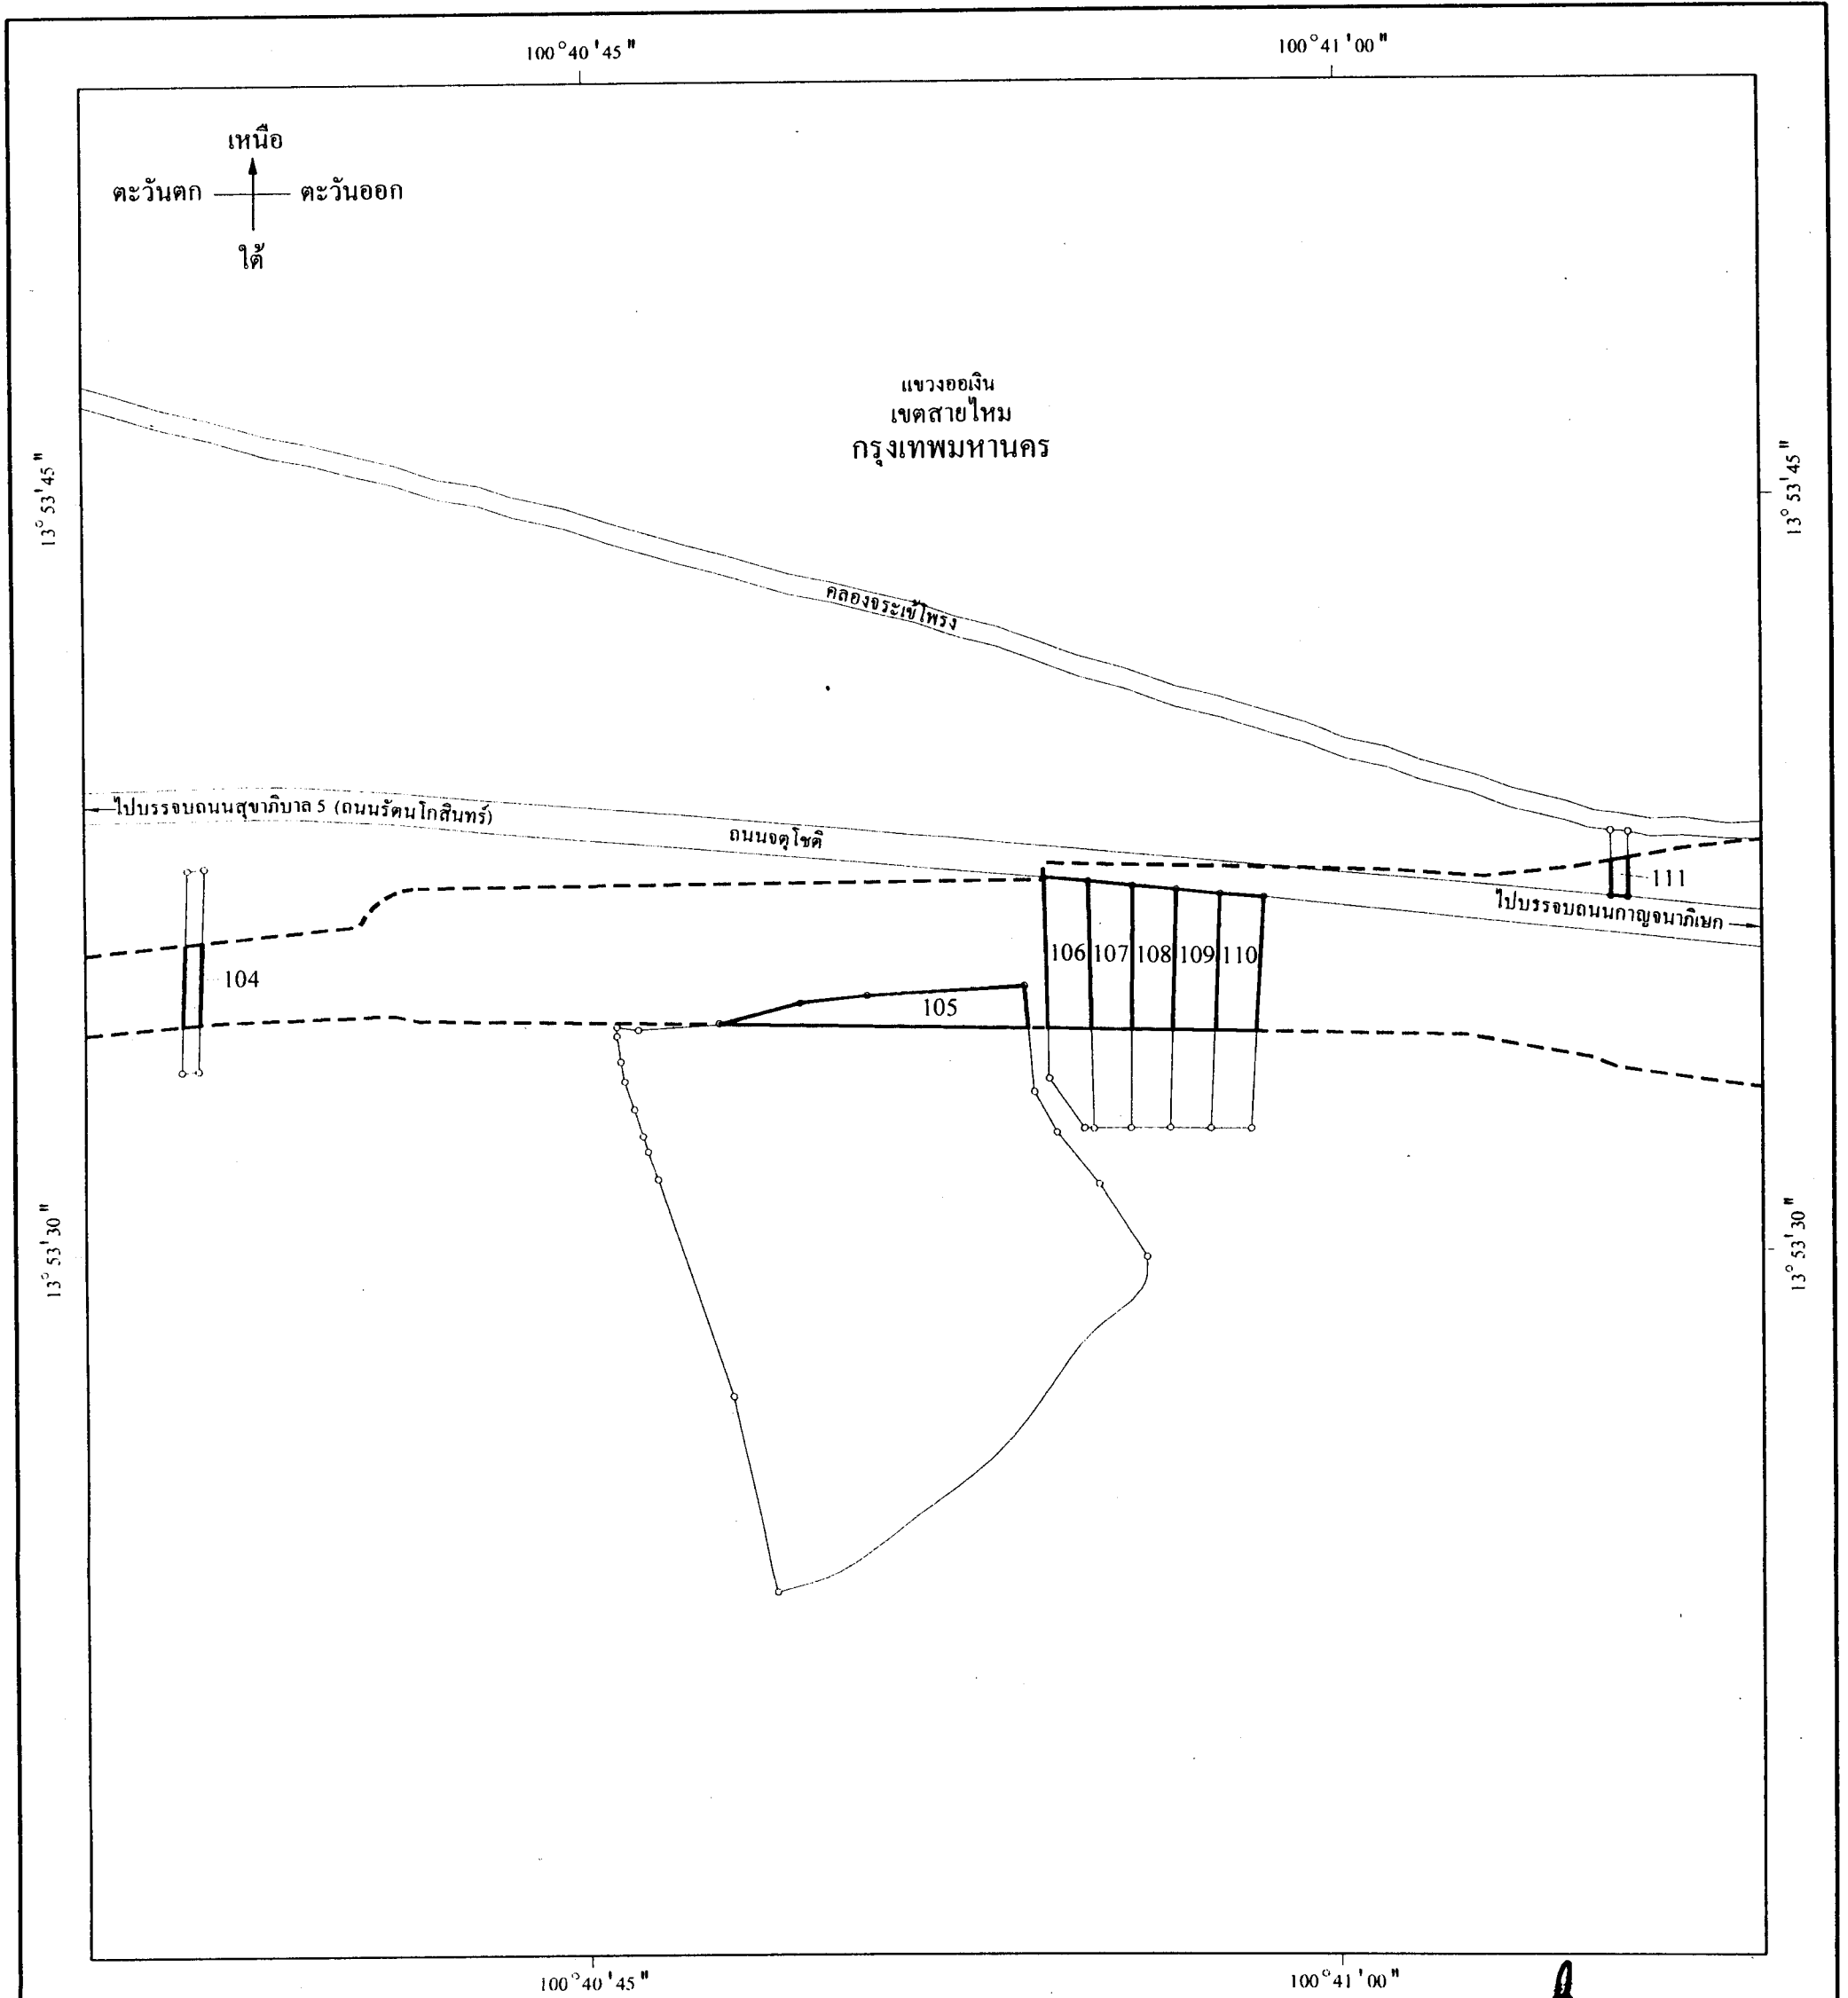 100°40'45"
100°41'00"
เหนือ
ตะวันตก
ตะวันออก
ใต้
แขวงออเงิน
เขตสายไหม
กรุงเทพมหานคร
13°53'45"
13°53'45"
คลองจระเข้โพรง
ไปบรรจบถนนสุขาภิบาล 5 (ถนนรัตนโกสินทร์)
ถนนจตุโชติ
111
ไปบรรจบถนนกาญจนาภิเษก
106
107
108
109
110
104
105
13°53'30"
13°53'30"
100°40'45"
100°41'00"